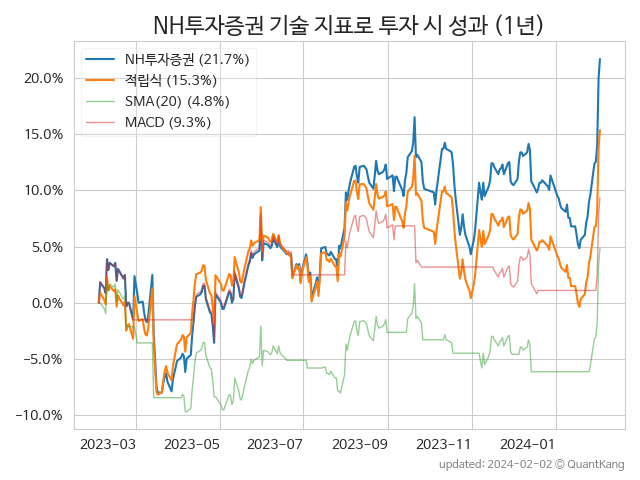 NH투자증권 기술 지표로 투자 시 성과 (1년)
NH투자증권 (21.7%)
적립식 (15.3%)
SMA(20) (4.8%)
MACD (9.3%)
20.0%
15.0%
10.0%
5.0%
0.0%
−5.0%
−10.0%
2023-03 2023-05 2023-07 2023-09 2023-11 2024-01
updated: 2024-02-02 © QuantKang